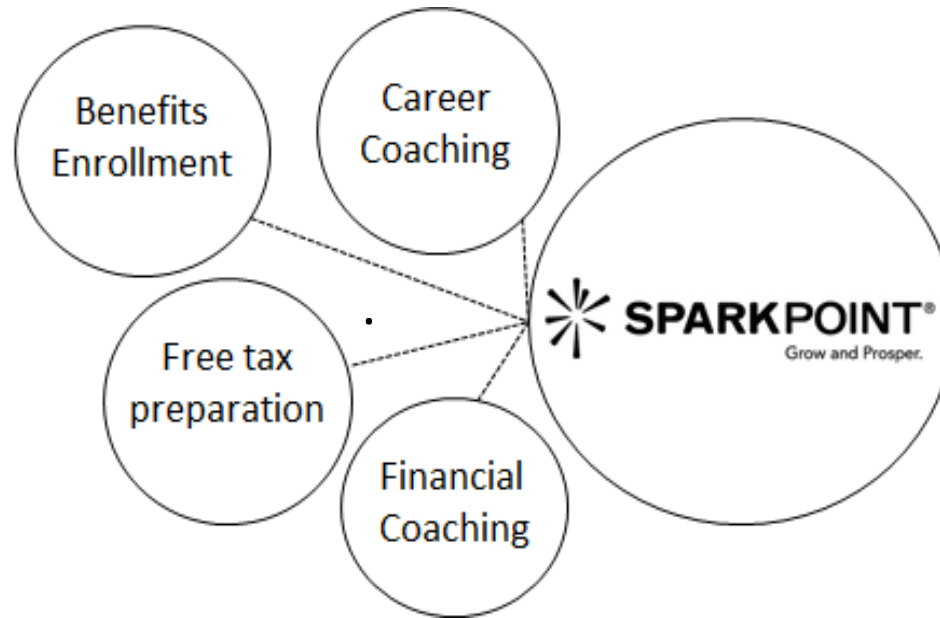 Benefits
Enrollment
Career
Coaching
Free tax
preparation
Financial
Coaching
SPARKPOINT®
Grow and Prosper.